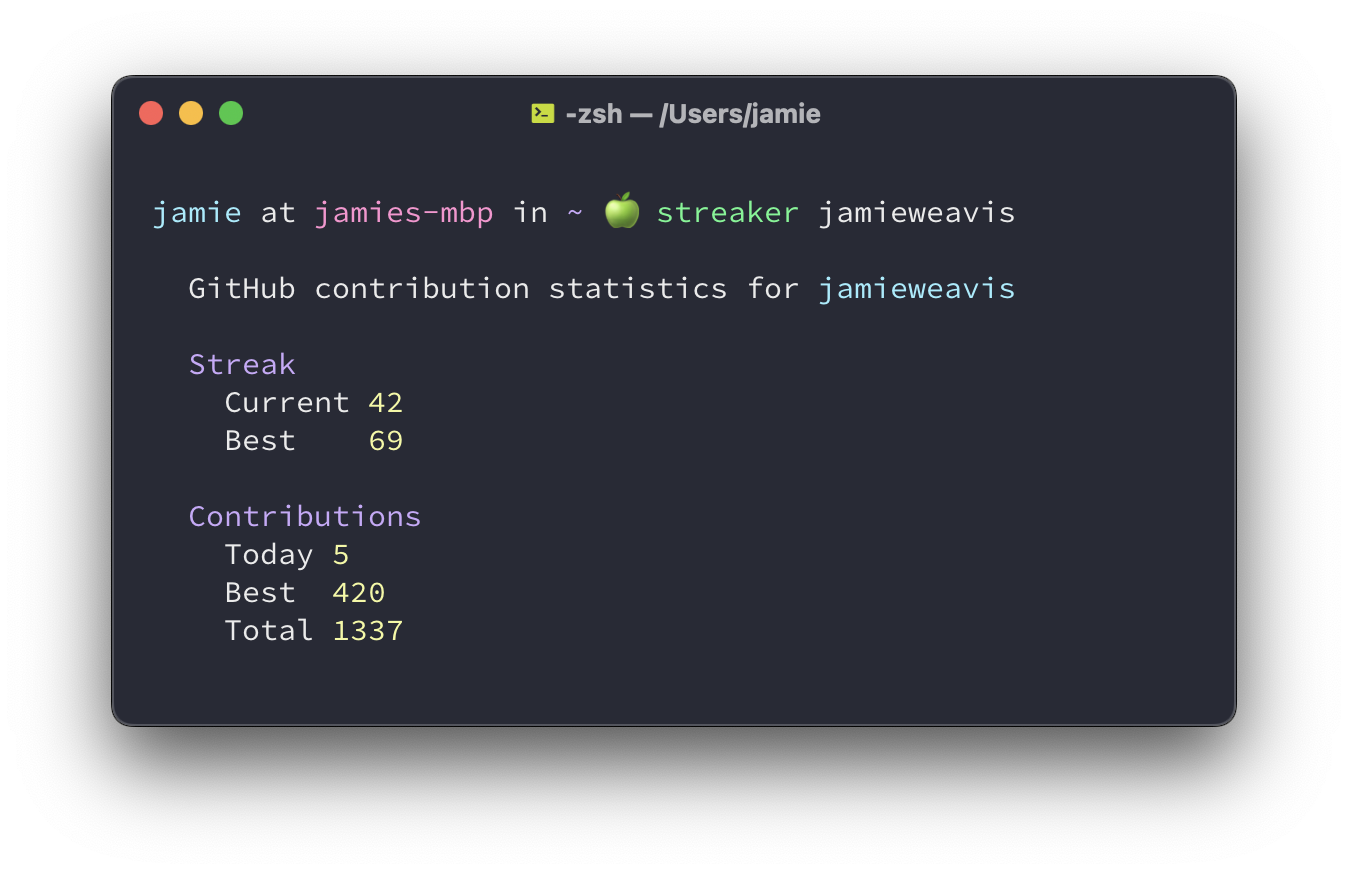 -zsh — /Users/jamie
jamie at jamies-mbp in ~ 🍏 streaker jamieweavis
GitHub contribution statistics for jamieweavis
Streak
Current 42
Best    69
Contributions
Today 5
Best  420
Total 1337